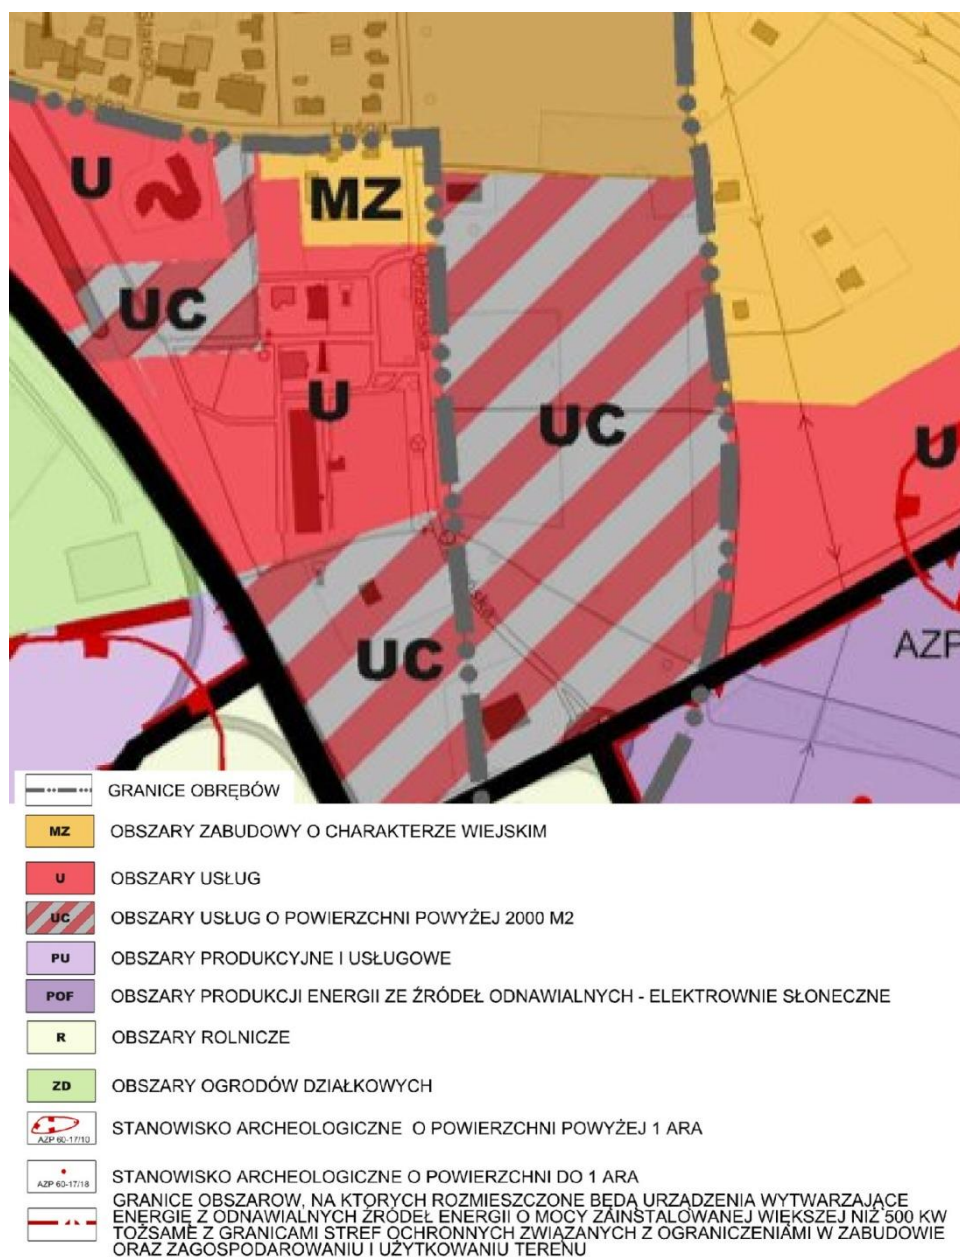 Starego
Leśna
Leśna
U
MZ
UC
U
UC
U
UC
AZP
GRANICE OBRĘBÓW
MZ OBSZARY ZABUDOWY O CHARAKTERZE WIEJSKIM
U OBSZARY USŁUG
UC OBSZARY USŁUG O POWIERZCHNI POWYŻEJ 2000 M2
PU OBSZARY PRODUKCYJNE I USŁUGOWE
POF OBSZARY PRODUKCJI ENERGII ZE ŹRÓDEŁ ODNAWIALNYCH - ELEKTROWNIE SŁONECZNE
R OBSZARY ROLNICZE
ZD OBSZARY OGRODÓW DZIAŁKOWYCH
AZP 60-17/10 STANOWISKO ARCHEOLOGICZNE O POWIERZCHNI POWYŻEJ 1 ARA
AZP 60-17/18 STANOWISKO ARCHEOLOGICZNE O POWIERZCHNI DO 1 ARA
GRANICE OBSZARÓW, NA KTÓRYCH ROZMIESZCZONE BĘDĄ URZĄDZENIA WYTWARZAJĄCE
ENERGIĘ Z ODNAWIALNYCH ŹRÓDEŁ ENERGII O MOCY ZAINSTALOWANEJ WIĘKSZEJ NIŻ 500 KW
TOŻSAME Z GRANICAMI STREF OCHRONNYCH ZWIĄZANYCH Z OGRANICZENIAMI W ZABUDOWIE
ORAZ ZAGOSPODAROWANIU I UŻYTKOWANIU TERENU